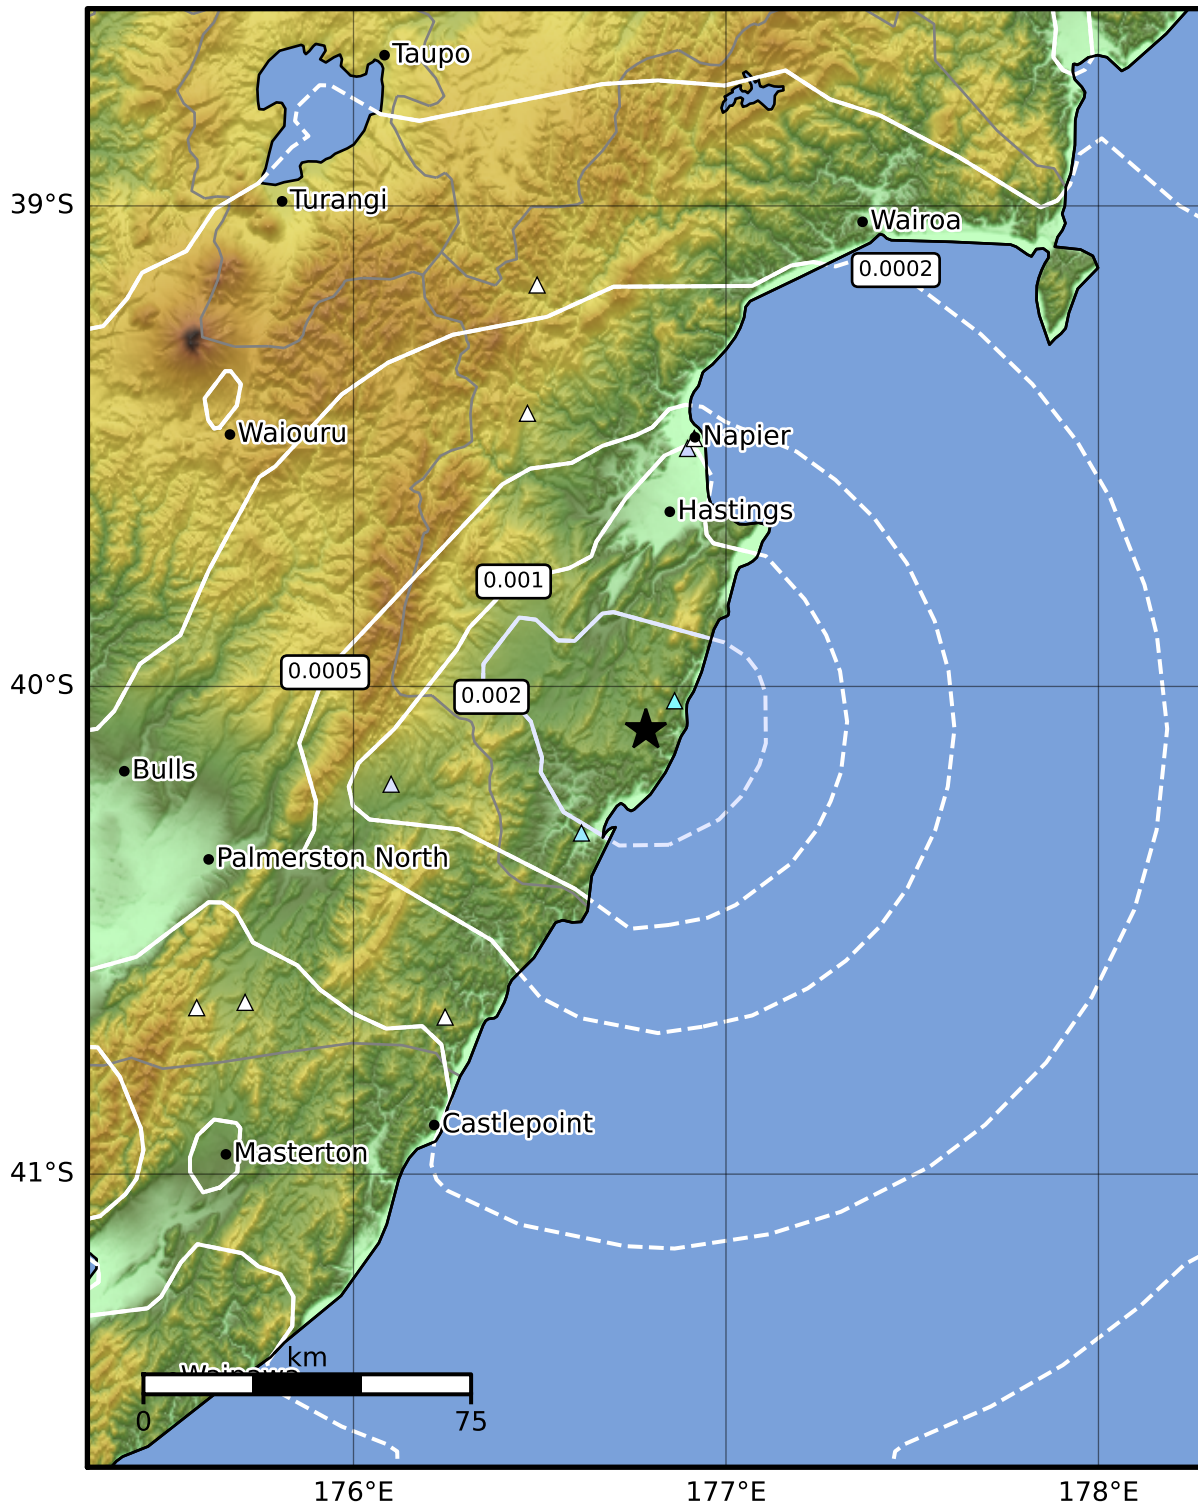 Taupo
39°S
Turangi
Wairoa
0.0002
Waiouru
Napier
Hastings
0.001
0.0005
40°S
0.002
Bulls
Palmerston North
Castlepoint
Masterton
41°S
km
0
75
176°E
177°E
178°E